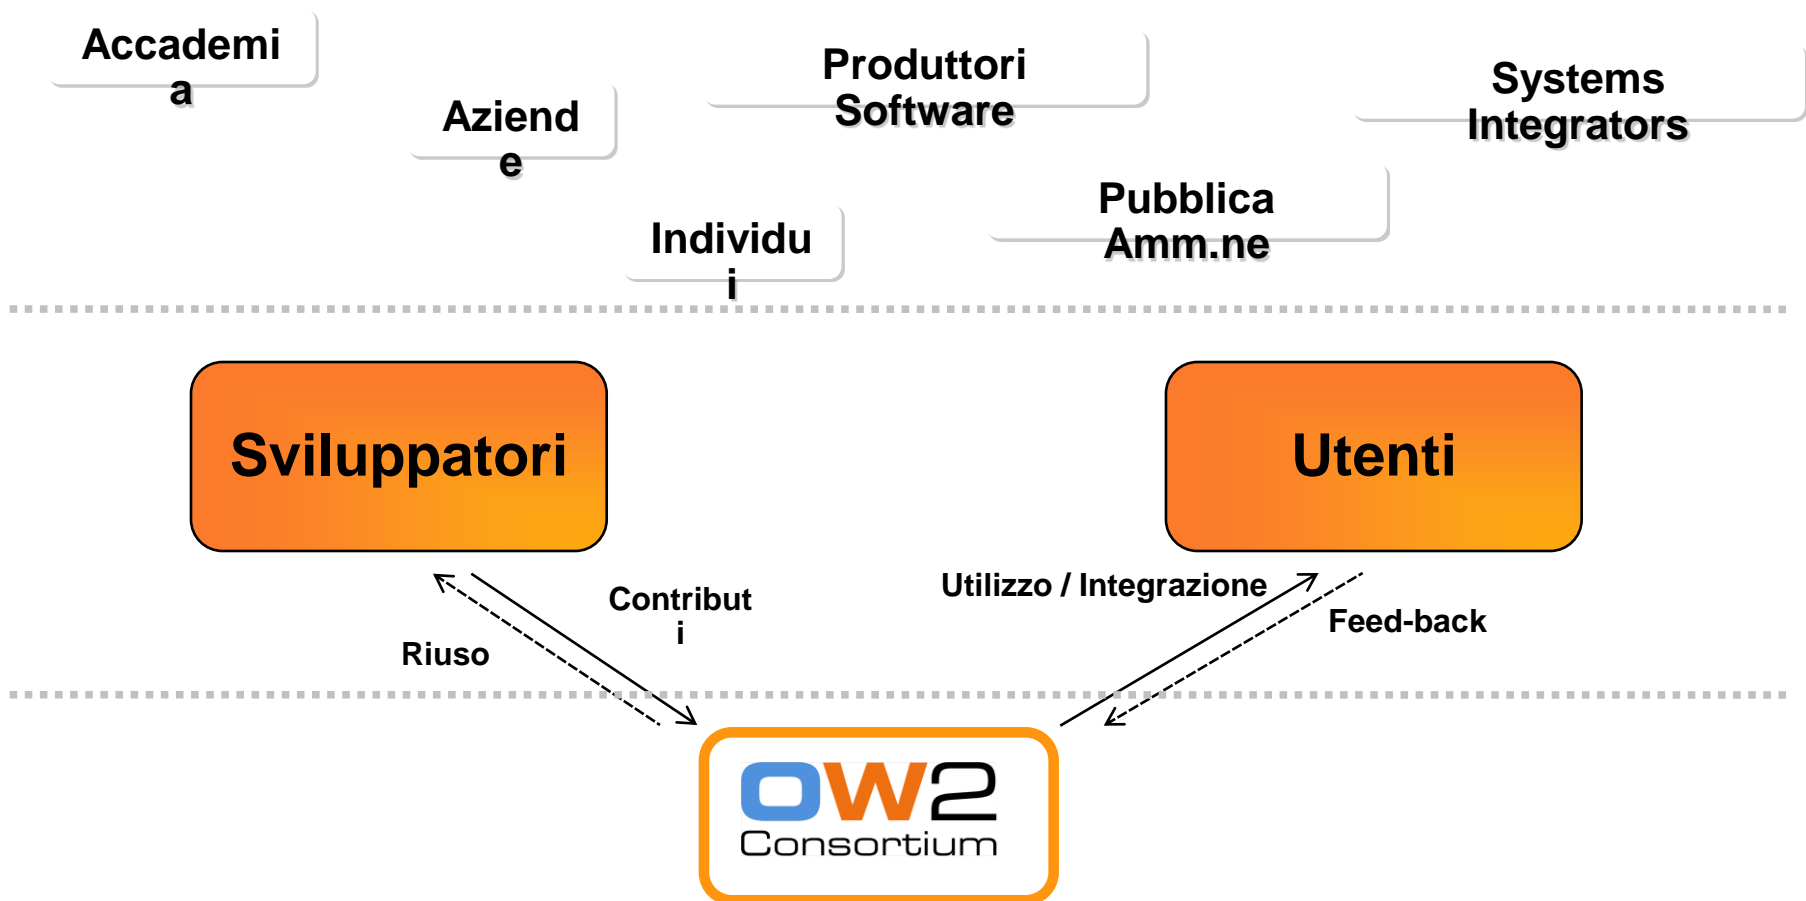 Accademi
a
Aziend
e
Produttori
Software
Systems
Integrators
Individu
i
Pubblica
Amm.ne
Sviluppatori
Utenti
Contribut
i
Riuso
Utilizzo / Integrazione
Feed-back
OW2
Consortium